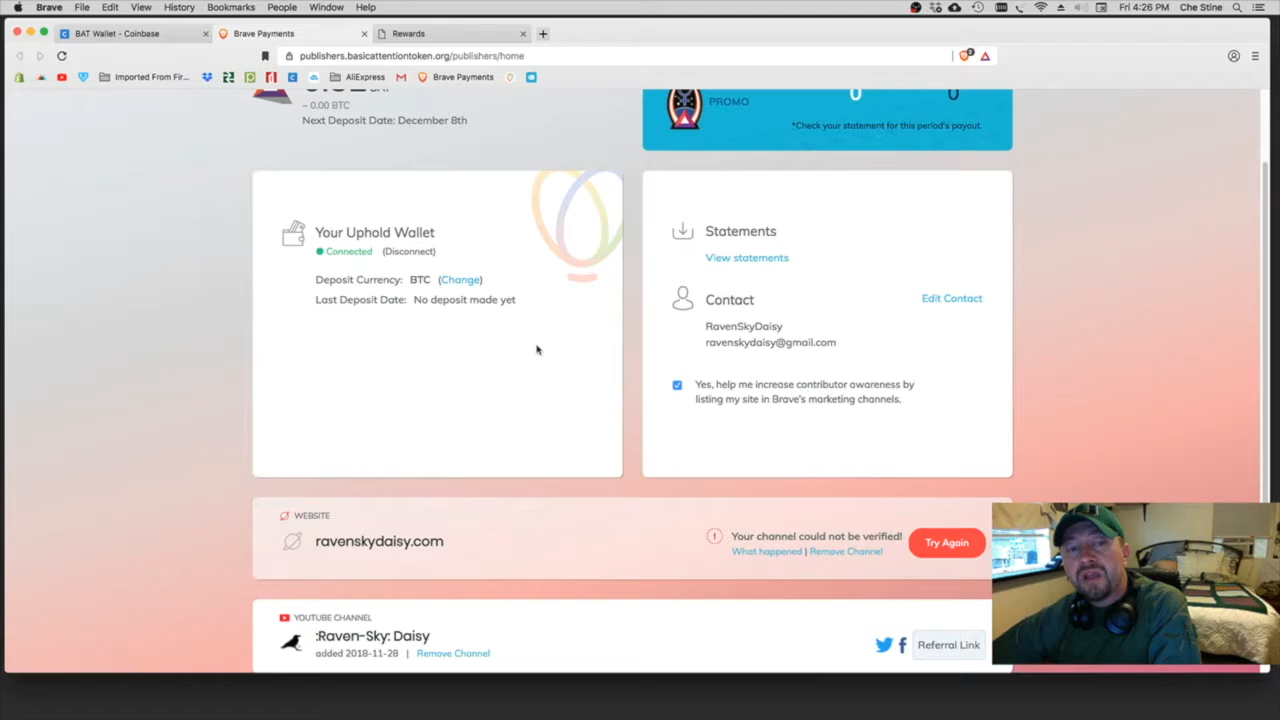 Brave File Edit View History Bookmarks People Window Help Fri 4:26 PM Che Stine
BAT Wallet - Coinbase Brave Payments Rewards
publishers.basicattentiontoken.org/publishers/home
Imported From Fir... AliExpress Brave Payments
~ 0.00 BTC
Next Deposit Date: December 8th
PROMO
*Check your statement for this period's payout.
Your Uphold Wallet
Connected (Disconnect)
Deposit Currency: BTC (Change)
Last Deposit Date: No deposit made yet
Statements
View statements
Contact Edit Contact
RavenSkyDaisy
ravenskydaisy@gmail.com
Yes, help me increase contributor awareness by
listing my site in Brave's marketing channels.
WEBSITE
ravenskydaisy.com
Your channel could not be verified!
What happened | Remove Channel
Try Again
YOUTUBE CHANNEL
:Raven-Sky: Daisy
added 2018-11-28 | Remove Channel
Referral Link